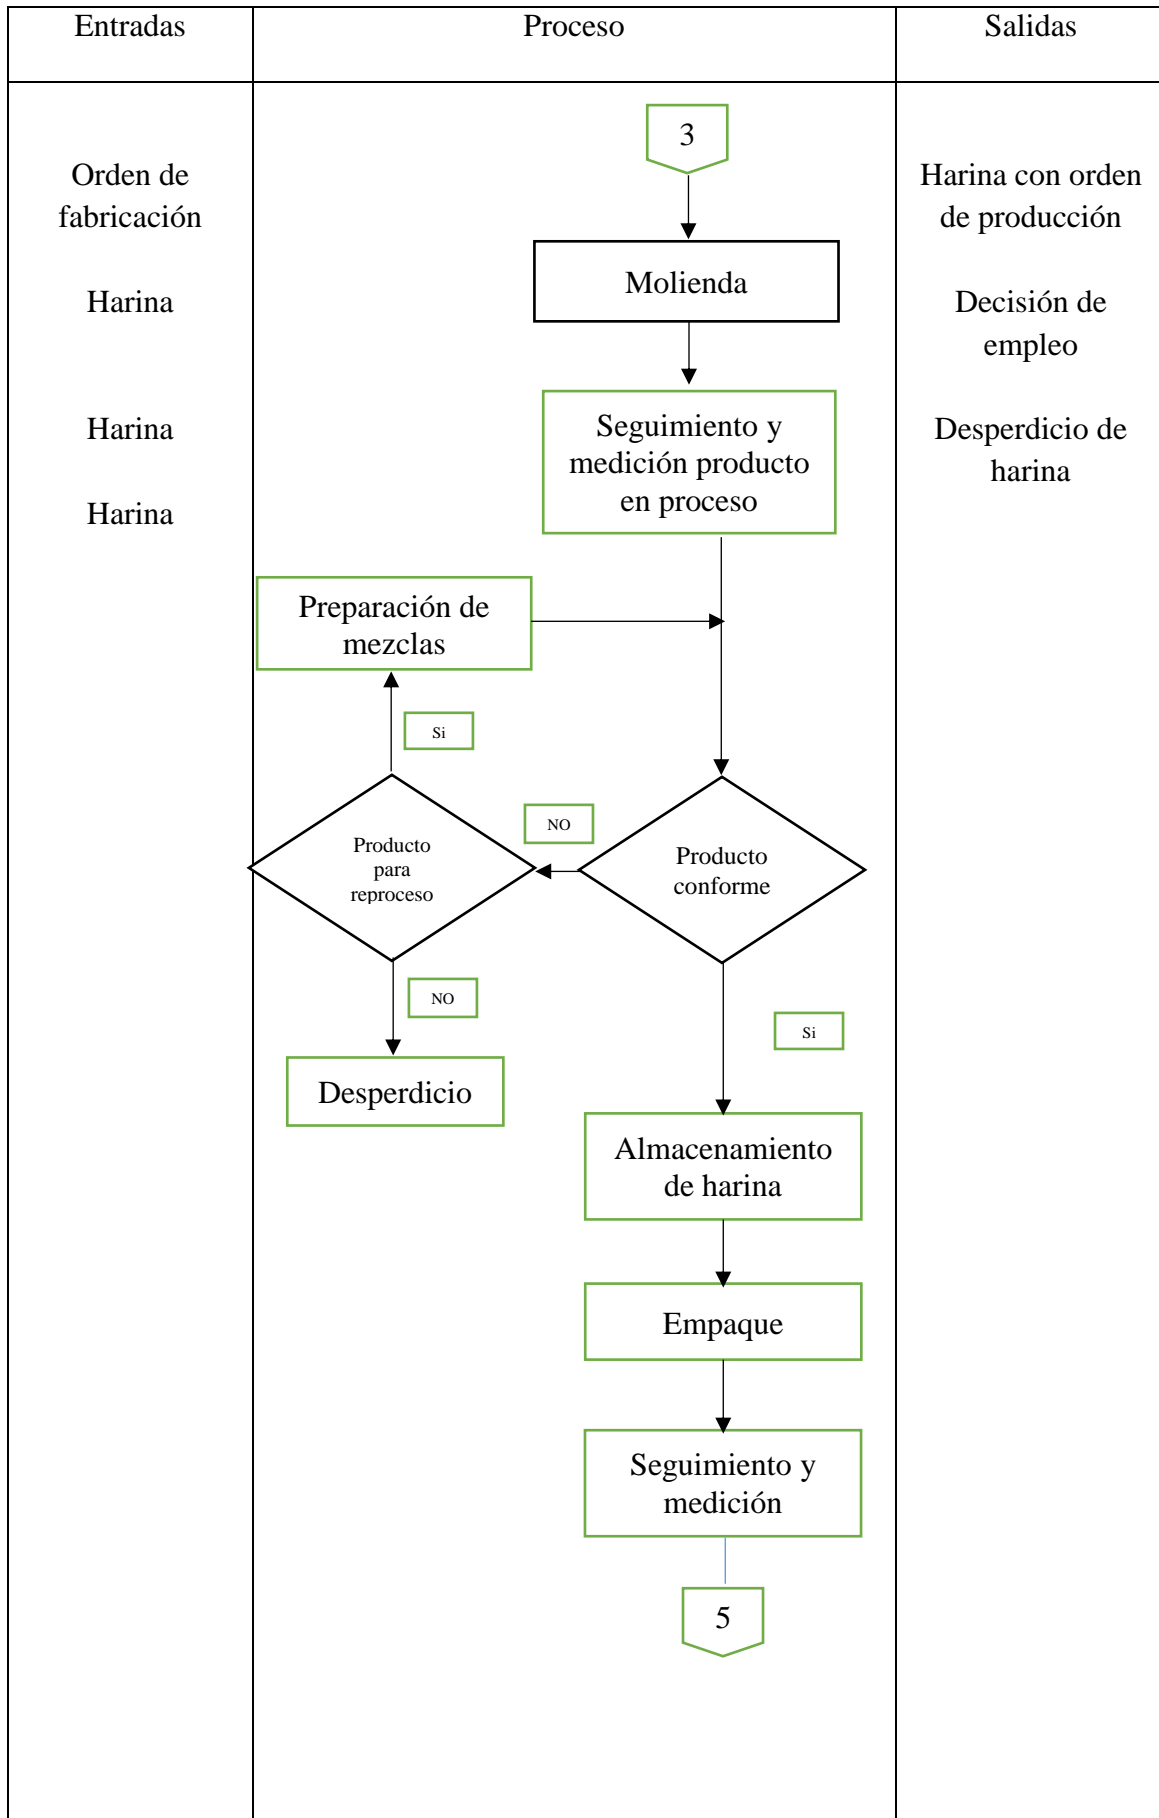 Entradas
Proceso
Salidas
Orden de
fabricación
Harina
Harina
Harina
3
Molienda
Seguimiento y
medición producto
en proceso
Preparación de
mezclas
Si
Producto
para
reproceso
NO
Producto
conforme
NO
Si
Desperdicio
Almacenamiento
de harina
Empaque
Seguimiento y
medición
5
Harina con orden
de producción
Decisión de
empleo
Desperdicio de
harina